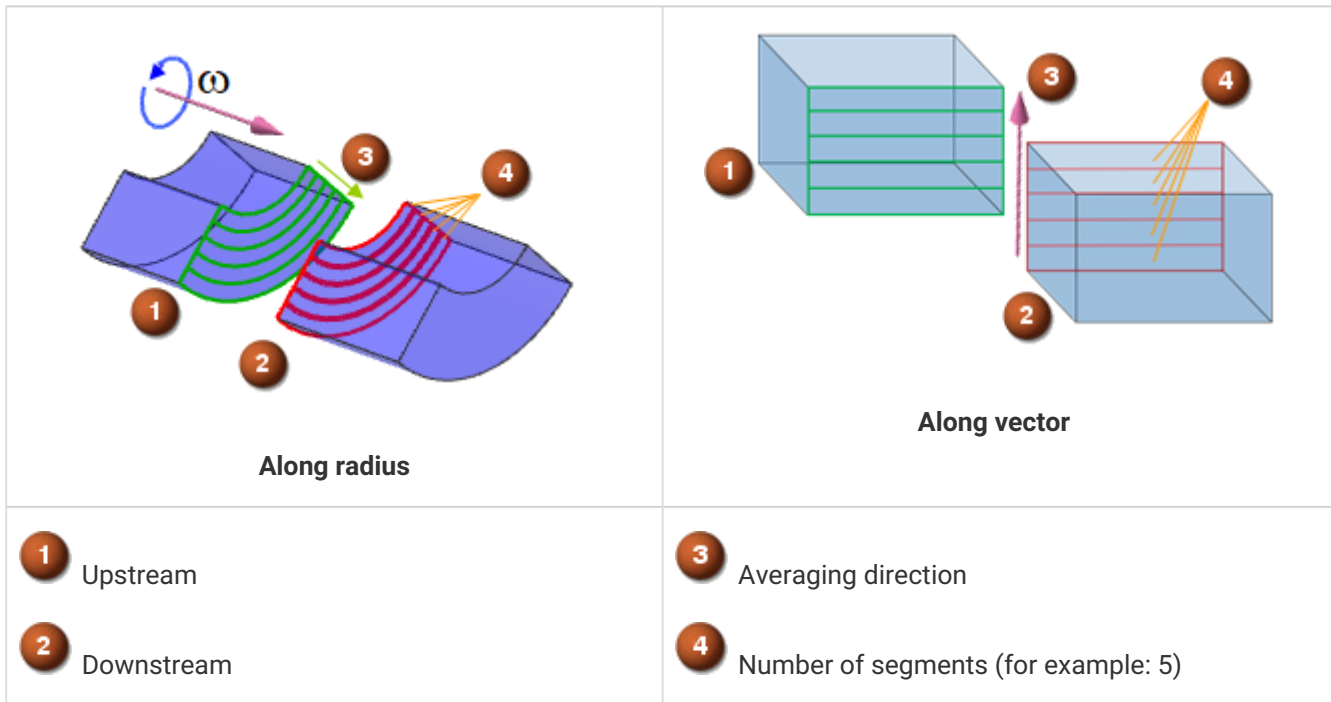 ω
3
4
1
2
Along radius
3
4
1
2
Along vector
1 Upstream
2 Downstream
3 Averaging direction
4 Number of segments (for example: 5)